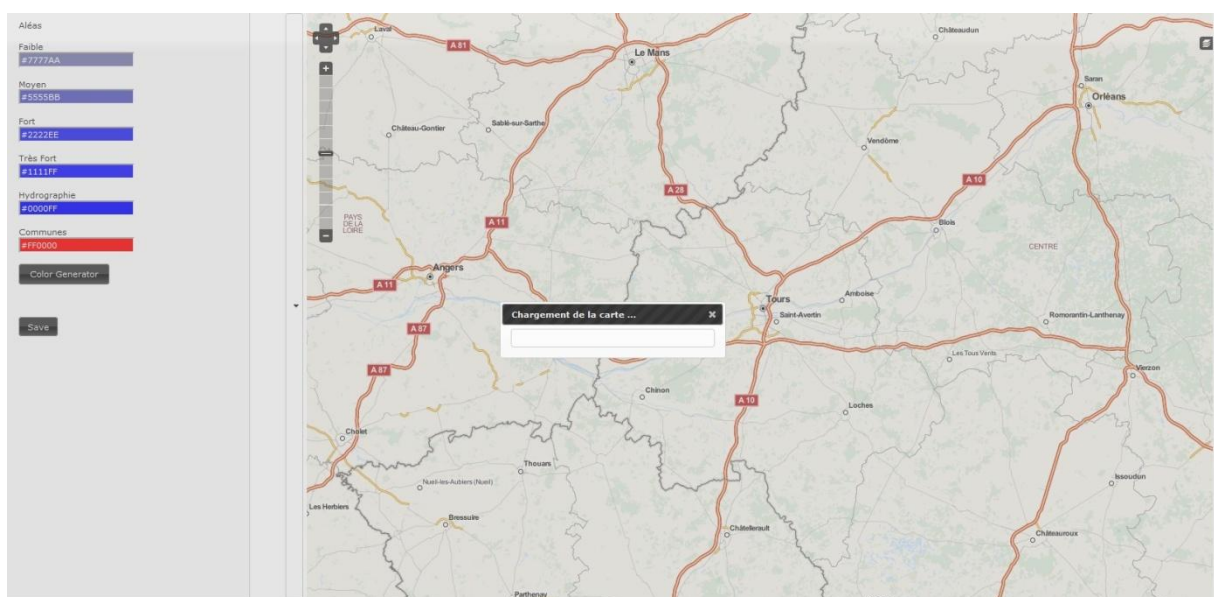 Aléas
Faible
#7777AA
Moyen
#5555BB
Fort
#2222EE
Très Fort
#1111FF
Hydrographie
#0000FF
Communes
#FF0000
Color Generator
Save
Laval
A 81
Le Mans
Châteaudun
Saran
Orléans
Château-Gontier
Sablé-sur-Sarthe
Vendôme
A 28
A 10
PAYS
DE LA
LOIRE
A 11
Blois
CENTRE
Angers
A 11
Amboise
Tours
Saint-Avertin
Romorantin-Lanthenay
Chargement de la carte ...
A 87
Les Tous Vents
Vierzon
A 87
Chinon
A 10
Loches
Cholet
Thouars
Nueil-les-Aubiers (Nueil)
Issoudun
Les Herbiers
Bressuire
Châtellerault
Châteauroux
Parthenay